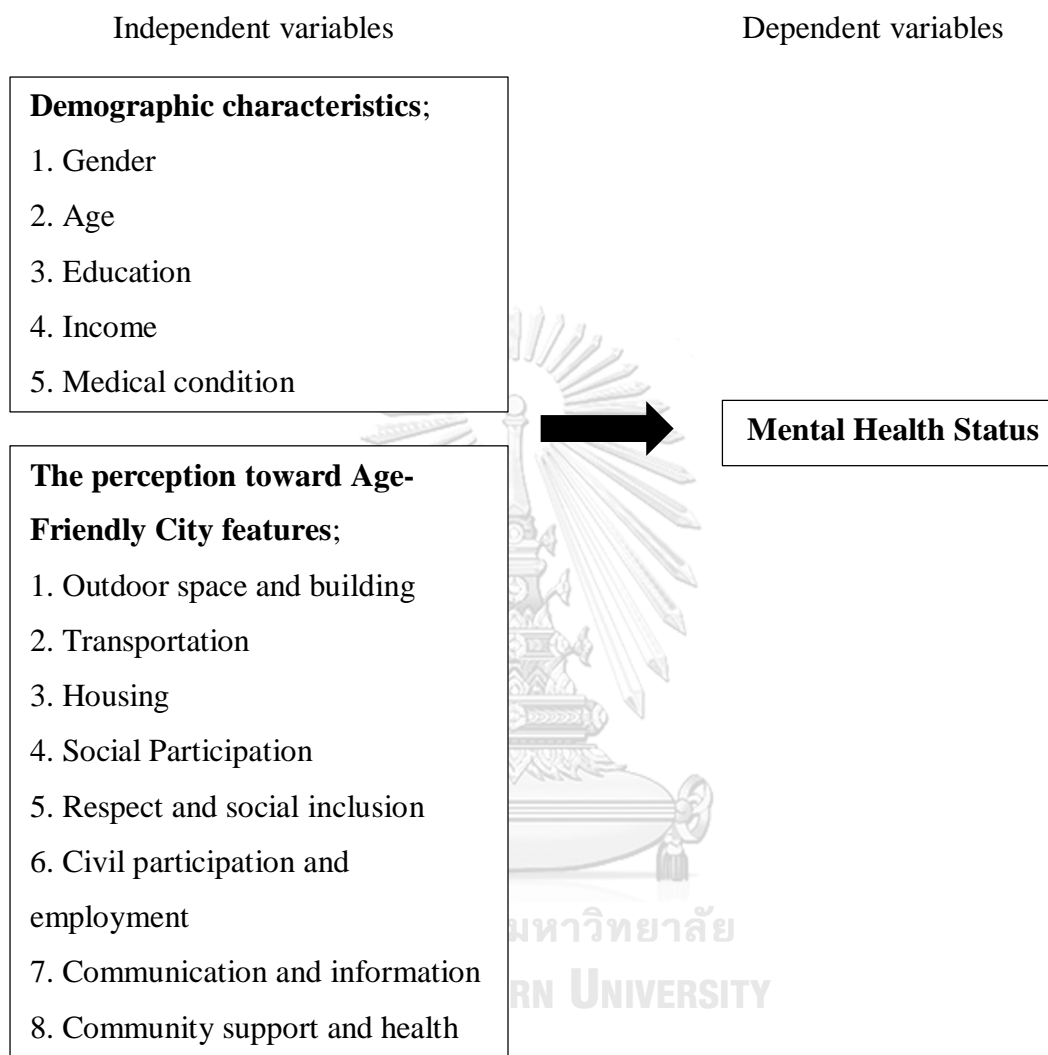 Independent variables
Dependent variables
Demographic characteristics;
1. Gender
2. Age
3. Education
4. Income
5. Medical condition
Mental Health Status
The perception toward Age-
Friendly City features;
1. Outdoor space and building
2. Transportation
3. Housing
4. Social Participation
5. Respect and social inclusion
6. Civil participation and
employment
7. Communication and information
8. Community support and health
มหาวิทยาลัย
RN UNIVERSITY